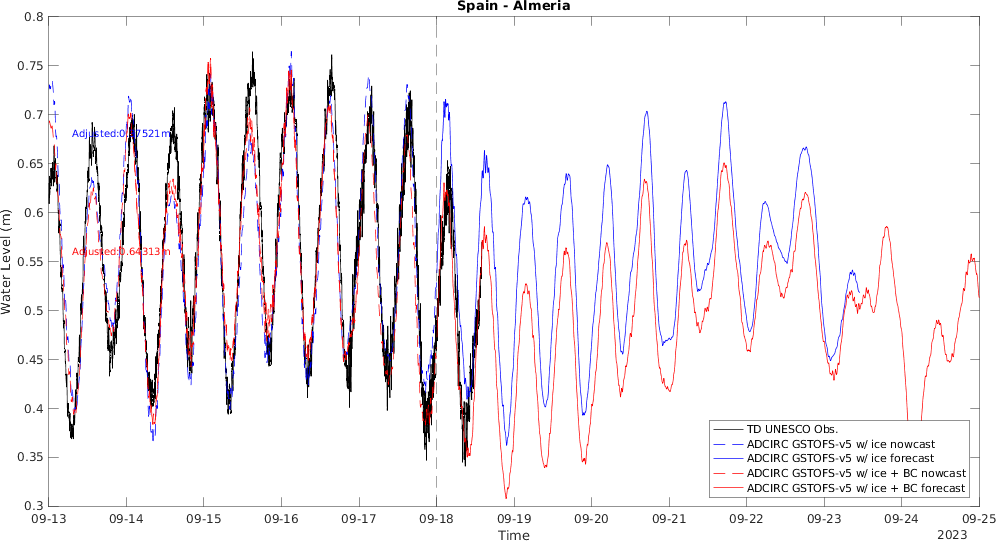 Spain - Almeria
Water Level (m)
0.8
0.75
0.7
0.65
0.6
0.55
0.5
0.45
0.4
0.35
0.3
Adjusted:0.64313m
TD UNESCO Obs.
ADCIRC GSTOFS-v5 w/ ice nowcast
ADCIRC GSTOFS-v5 w/ ice forecast
ADCIRC GSTOFS-v5 w/ ice + BC nowcast
ADCIRC GSTOFS-v5 w/ ice + BC forecast
09-13 09-14 09-15 09-16 09-17 09-18 09-19 09-20 09-21 09-22 09-23 09-24 09-25
Time
2023